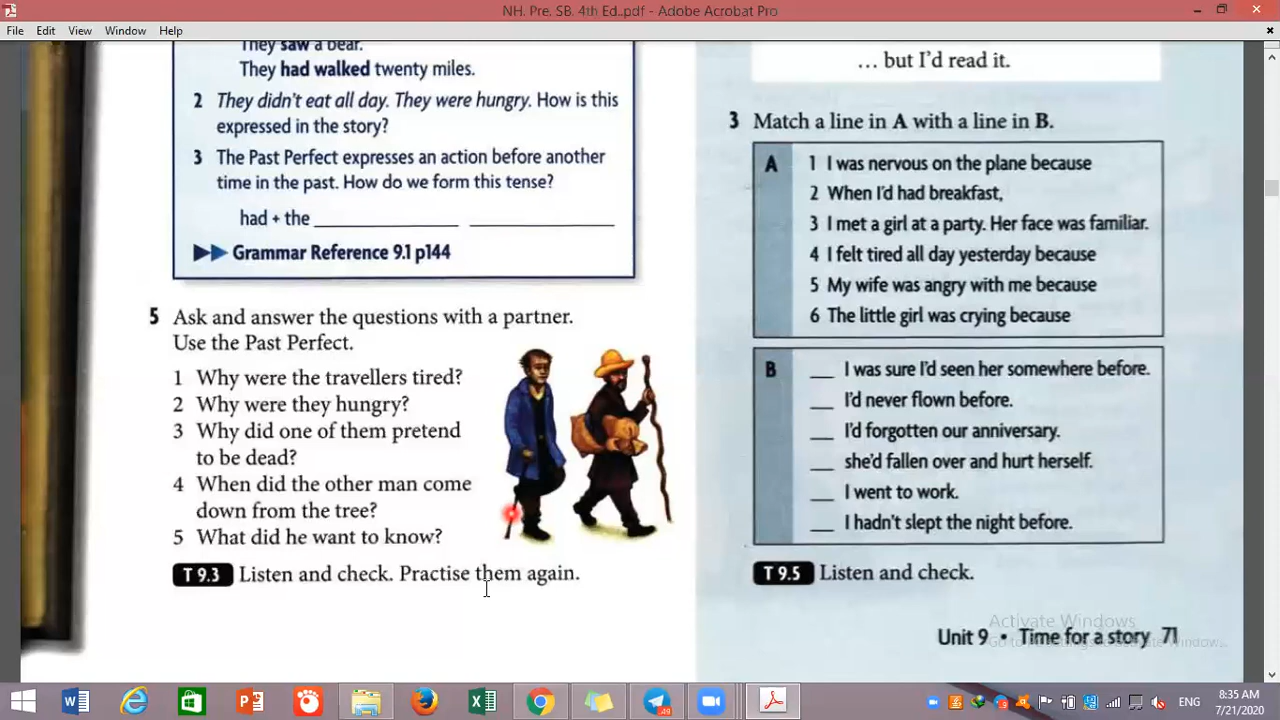 NH. Pre. SB. 4th Ed..pdf - Adobe Acrobat Pro
File Edit View Window Help
They saw a bear.
They had walked twenty miles.
2 They didn't eat all day. They were hungry. How is this
expressed in the story?
3 The Past Perfect expresses an action before another
time in the past. How do we form this tense?
had + the ____________ ____________
Grammar Reference 9.1 p144
5 Ask and answer the questions with a partner.
Use the Past Perfect.
1 Why were the travellers tired?
2 Why were they hungry?
3 Why did one of them pretend
to be dead?
4 When did the other man come
down from the tree?
5 What did he want to know?
T 9.3 Listen and check. Practise them again.
… but I'd read it.
3 Match a line in A with a line in B.
A 1 I was nervous on the plane because
2 When I'd had breakfast,
3 I met a girl at a party. Her face was familiar.
4 I felt tired all day yesterday because
5 My wife was angry with me because
6 The little girl was crying because
B ___ I was sure I'd seen her somewhere before.
___ I'd never flown before.
___ I'd forgotten our anniversary.
___ she'd fallen over and hurt herself.
___ I went to work.
___ I hadn't slept the night before.
T 9.5 Listen and check.
Activate Windows
Unit 9 • Time for a story 71
ENG
8:35 AM
7/21/2020